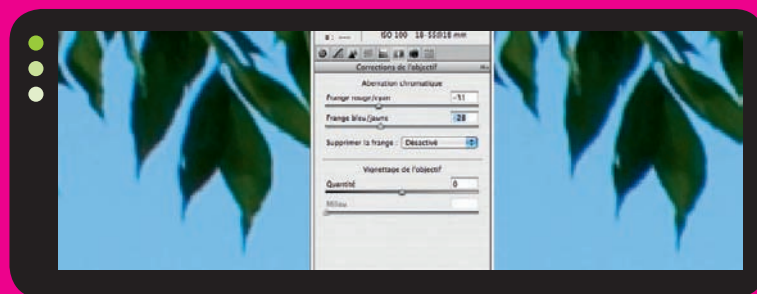 ISO 100 18-55@18 mm
Corrections de l'objectif
Aberration chromatique
Frange rouge/cyan -11
Frange bleu/jaune -28
Supprimer la frange : Désactivé
Vignettage de l'objectif
Quantité 0
Milieu